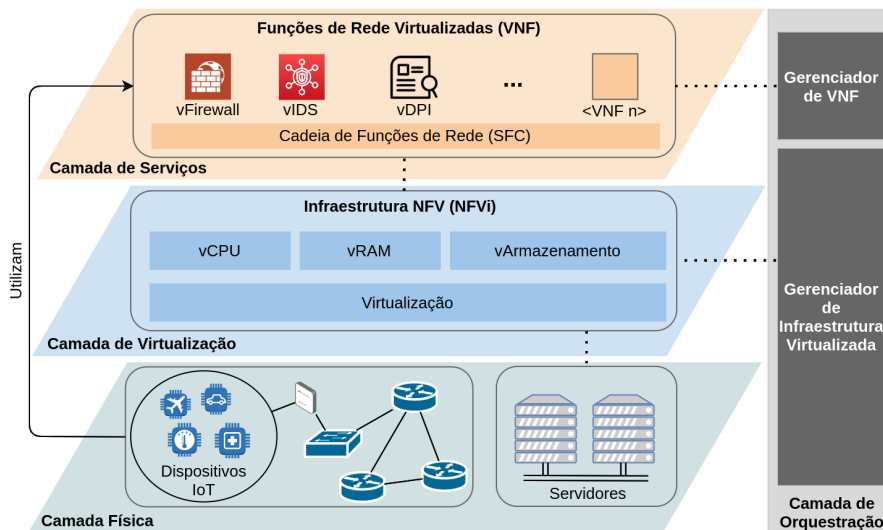 Funções de Rede Virtualizadas (VNF)
vFirewall
vIDS
vDPI
...
<VNF n>
Cadeia de Funções de Rede (SFC)
Camada de Serviços
Infraestrutura NFV (NFVi)
vCPU
vRAM
vArmazenamento
Virtualização
Camada de Virtualização
Utilizam
Dispositivos
IoT
Servidores
Camada Física
Gerenciador
de VNF
Gerenciador
de
Infraestrutura
Virtualizada
Camada de
Orquestração